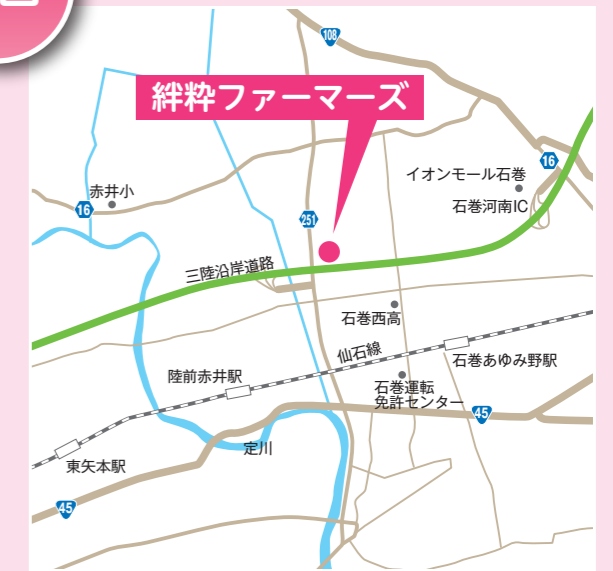 108
絆粋ファーマーズ
16
イオンモール石巻
赤井小
16
石巻河南IC
251
三陸沿岸道路
石巻西高
仙石線
石巻あゆみ野駅
陸前赤井駅
石巻運転
免許センター
45
定川
東矢本駅
45